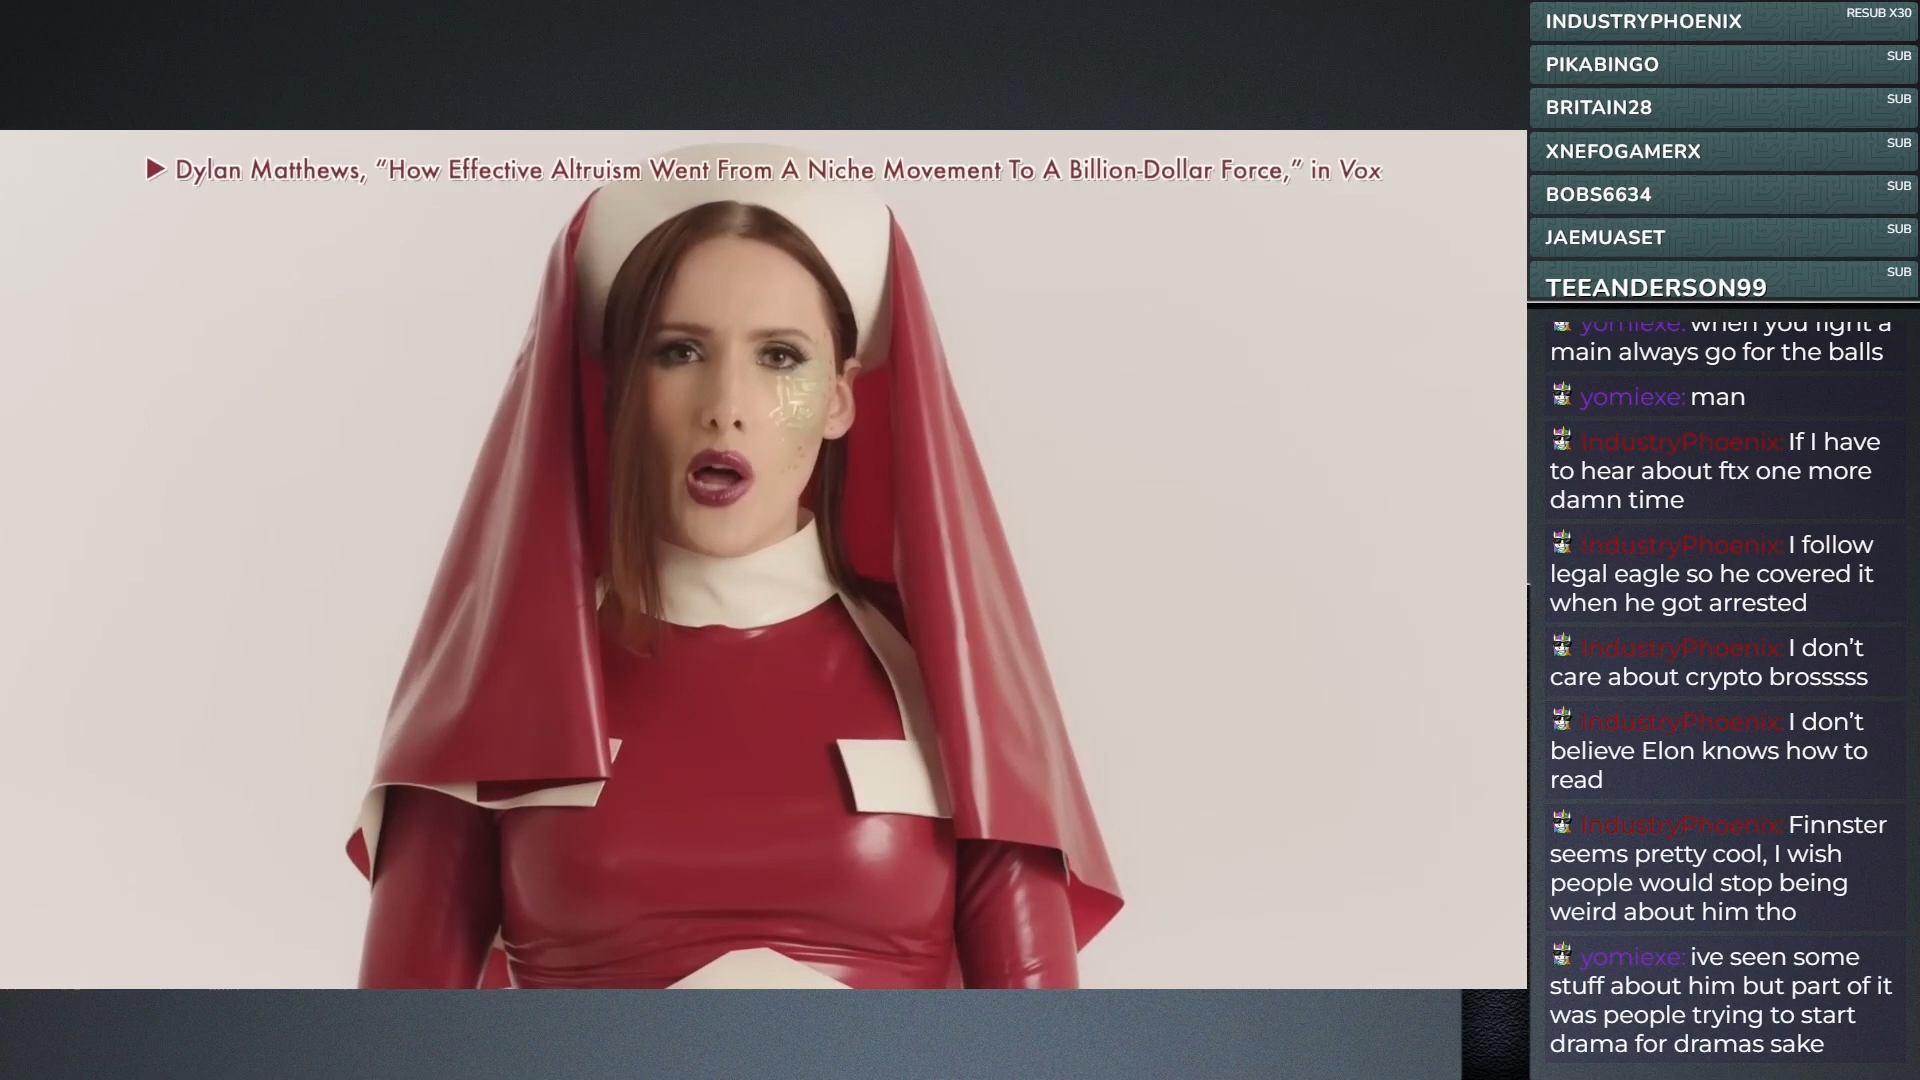 ▶ Dylan Matthews, “How Effective Altruism Went From A Niche Movement To A Billion-Dollar Force,” in Vox
INDUSTRYPHOENIX RESUB X30
PIKABINGO SUB
BRITAIN28 SUB
XNEFOGAMERX SUB
BOBS6634 SUB
JAEMUASET SUB
TEEANDERSON99 SUB
yomiexe: when you fight a
main always go for the balls
yomiexe: man
IndustryPhoenix: If I have
to hear about ftx one more
damn time
IndustryPhoenix: I follow
legal eagle so he covered it
when he got arrested
IndustryPhoenix: I don’t
care about crypto brosssss
IndustryPhoenix: I don’t
believe Elon knows how to
read
IndustryPhoenix: Finnster
seems pretty cool, I wish
people would stop being
weird about him tho
yomiexe: ive seen some
stuff about him but part of it
was people trying to start
drama for dramas sake